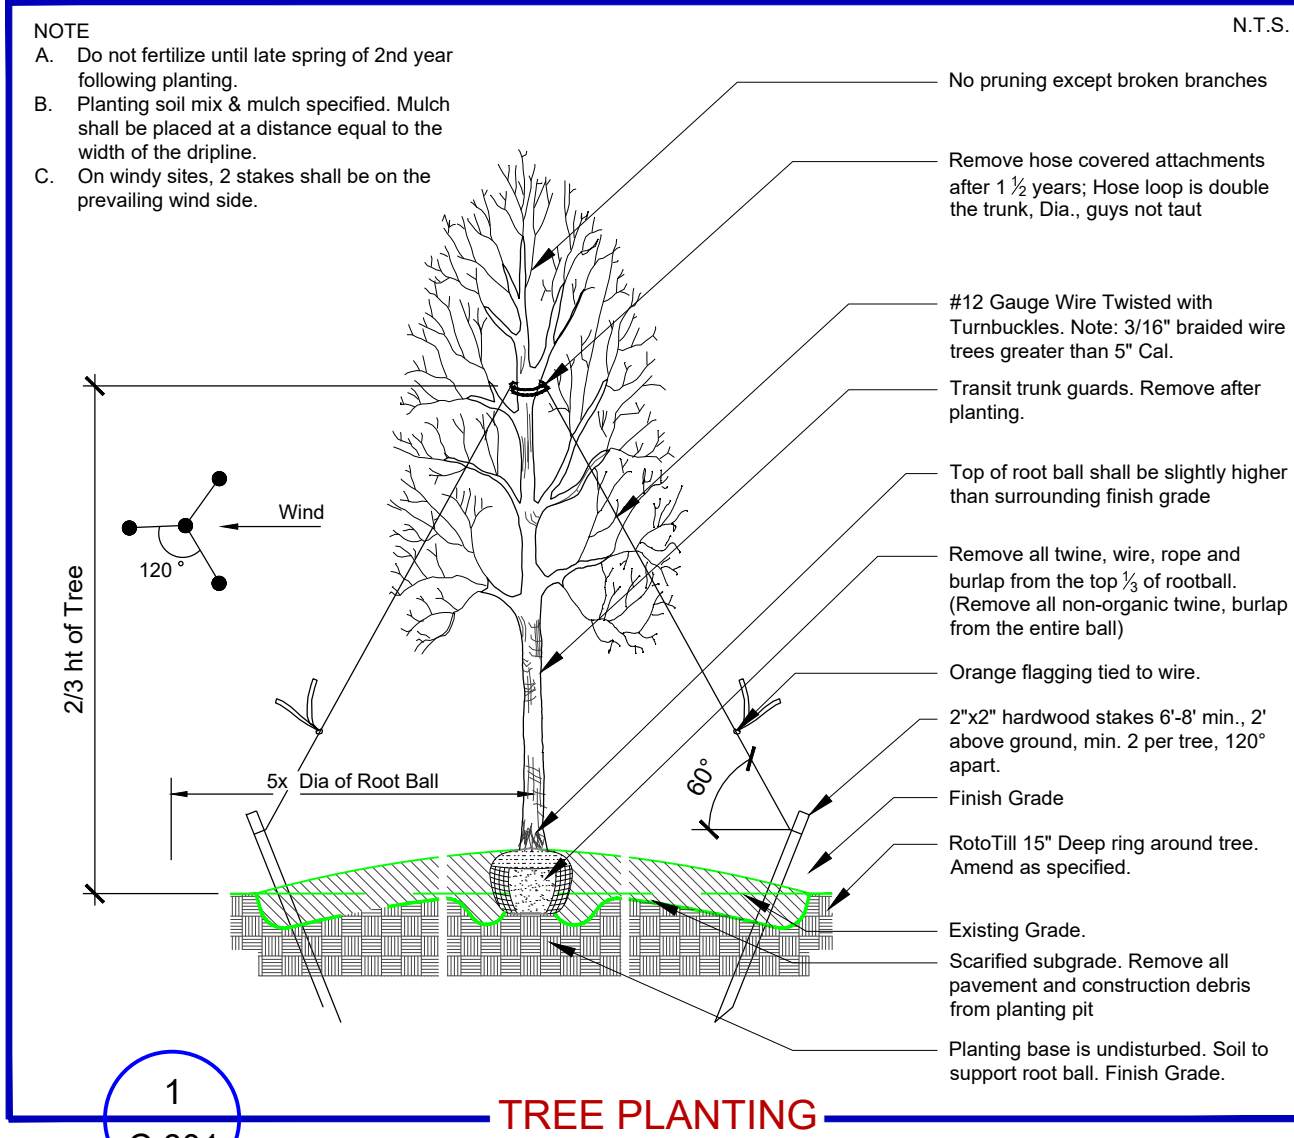 NOTE
A. Do not fertilize until late spring of 2nd year
following planting.
B. Planting soil mix & mulch specified. Mulch
shall be placed at a distance equal to the
width of the dripline.
C. On windy sites, 2 stakes shall be on the
prevailing wind side.
N.T.S.
No pruning except broken branches
Remove hose covered attachments
after 1 ½ years; Hose loop is double
the trunk, Dia., guys not taut
#12 Gauge Wire Twisted with
Turnbuckles. Note: 3/16" braided wire
trees greater than 5" Cal.
Transit trunk guards. Remove after
planting.
Top of root ball shall be slightly higher
than surrounding finish grade
Remove all twine, wire, rope and
burlap from the top ⅓ of rootball.
(Remove all non-organic twine, burlap
from the entire ball)
Orange flagging tied to wire.
2"x2" hardwood stakes 6'-8' min., 2'
above ground, min. 2 per tree, 120°
apart.
Finish Grade
RotoTill 15" Deep ring around tree.
Amend as specified.
Existing Grade.
Scarified subgrade. Remove all
pavement and construction debris
from planting pit
Planting base is undisturbed. Soil to
support root ball. Finish Grade.
2/3 ht of Tree
Wind
120 °
5x Dia of Root Ball
60°
1
TREE PLANTING